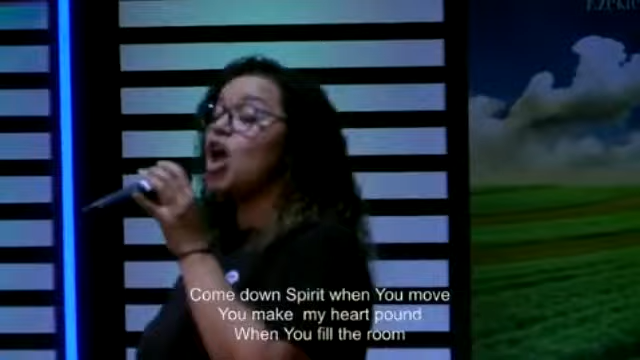 Come down Spirit when You move
You make my heart pound
When You fill the room